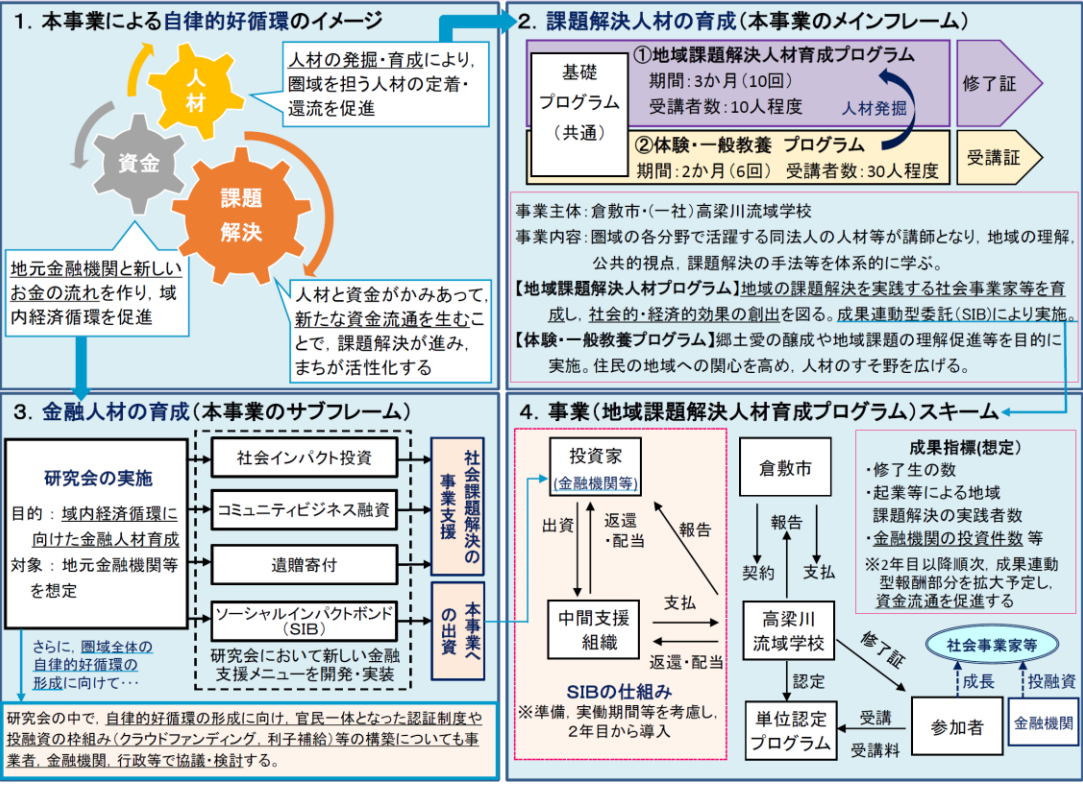 1．本事業による自律的好循環のイメージ
人
材
資金
課題
解決
人材の発掘・育成により，
圏域を担う人材の定着・
還流を促進
地元金融機関と新しい
お金の流れを作り，域
内経済循環を促進
人材と資金がかみあって，
新たな資金流通を生むこ
とで，課題解決が進み，
まちが活性化する
2．課題解決人材の育成（本事業のメインフレーム）
基礎
プログラム
（共通）
①地域課題解決人材育成プログラム
期間：3か月（10回）
受講者数：10人程度
人材発掘
修了証
②体験・一般教養　プログラム
期間：2か月（6回）　受講者数：30人程度
受講証
事業主体：倉敷市・（一社）高梁川流域学校
事業内容：圏域の各分野で活躍する同法人の人材等が講師となり，地域の理解，
公共的視点，課題解決の手法等を体系的に学ぶ。
【地域課題解決人材プログラム】地域の課題解決を実践する社会事業家等を育
成し，社会的・経済的効果の創出を図る。成果連動型委託（SIB）により実施。
【体験・一般教養プログラム】郷土愛の醸成や地域課題の理解促進等を目的に
実施。住民の地域への関心を高め，人材のすそ野を広げる。
3．金融人材の育成（本事業のサブフレーム）
研究会の実施
目的：域内経済循環に
向けた金融人材育成
対象：地元金融機関等
を想定
社会インパクト投資
コミュニティビジネス融資
遺贈寄付
ソーシャルインパクトボンド
（SIB）
研究会において新しい金融
支援メニューを開発・実装
社会課題解決の
事業支援
本事業へ
の出資
さらに，圏域全体の
自律的好循環の
形成に向けて・・・
研究会の中で，自律的好循環の形成に向け，官民一体となった認証制度や
投融資の枠組み（クラウドファンディング，利子補給）等の構築についても事
業者，金融機関，行政等で協議・検討する。
4．事業（地域課題解決人材育成プログラム）スキーム
投資家
（金融機関等）
出資
返還
・配当
報告
中間支援
組織
支払
返還・配当
SIBの仕組み
※準備，実働期間等を考慮し，
2年目から導入
倉敷市
報告
契約
支払
高梁川
流域学校
認定
修了証
単位認定
プログラム
受講
受講料
参加者
成果指標（想定）
・修了生の数
・起業等による地域
課題解決の実践者数
・金融機関の投資件数 等
※2年目以降順次，成果連動
型報酬部分を拡大予定し，
資金流通を促進する
社会事業家等
成長
投融資
金融機関